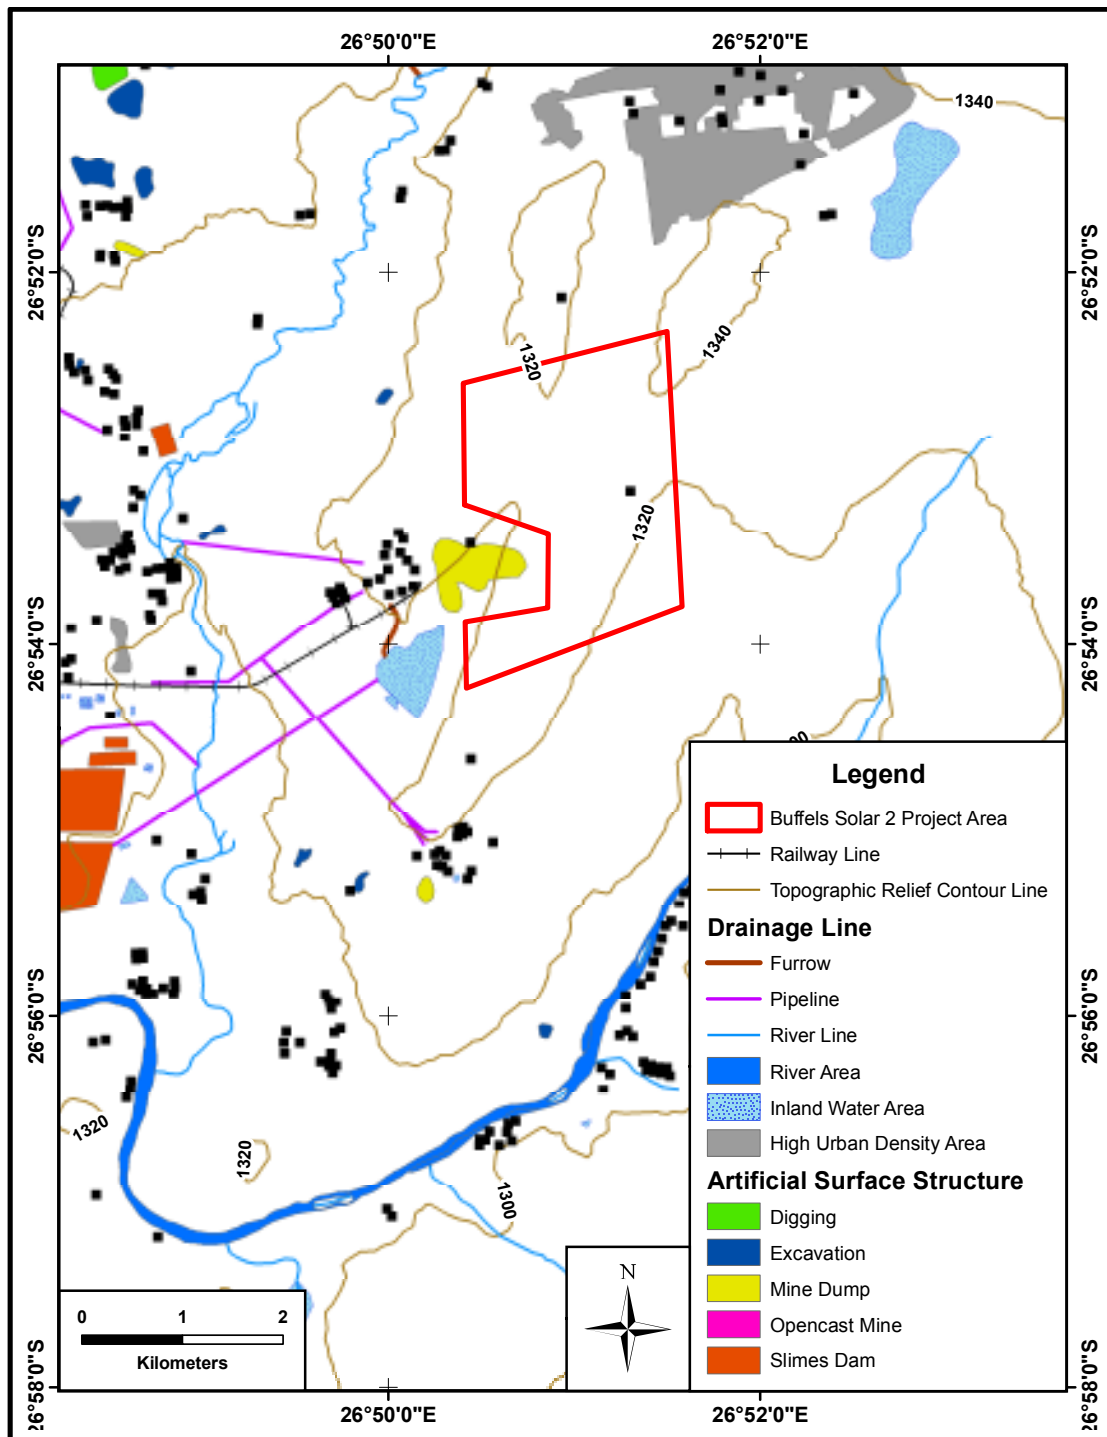 26°50'0"E 26°52'0"E
1340
26°52'0"S 26°52'0"S
1340
1320
1320
26°54'0"S 26°54'0"S
Legend
Buffels Solar 2 Project Area
Railway Line
Topographic Relief Contour Line
Drainage Line
Furrow
Pipeline
26°56'0"S 26°56'0"S
River Line
River Area
Inland Water Area
1320
High Urban Density Area
1320
Artificial Surface Structure
1300
Digging
Excavation
N
Mine Dump
0 1 2
Opencast Mine
Kilometers
Slimes Dam
26°58'0"S 26°58'0"S
26°50'0"E 26°52'0"E